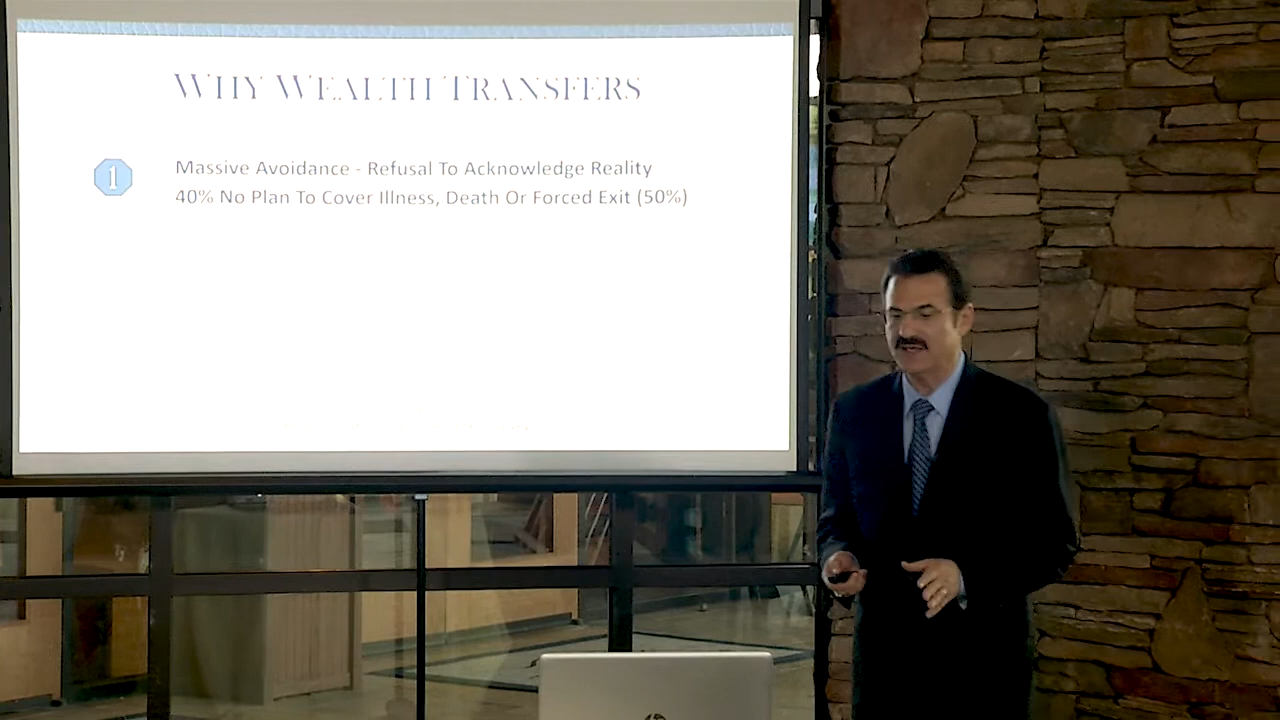 WHY WEALTH TRANSFERS
1
Massive Avoidance - Refusal To Acknowledge Reality
40% No Plan To Cover Illness, Death Or Forced Exit (50%)